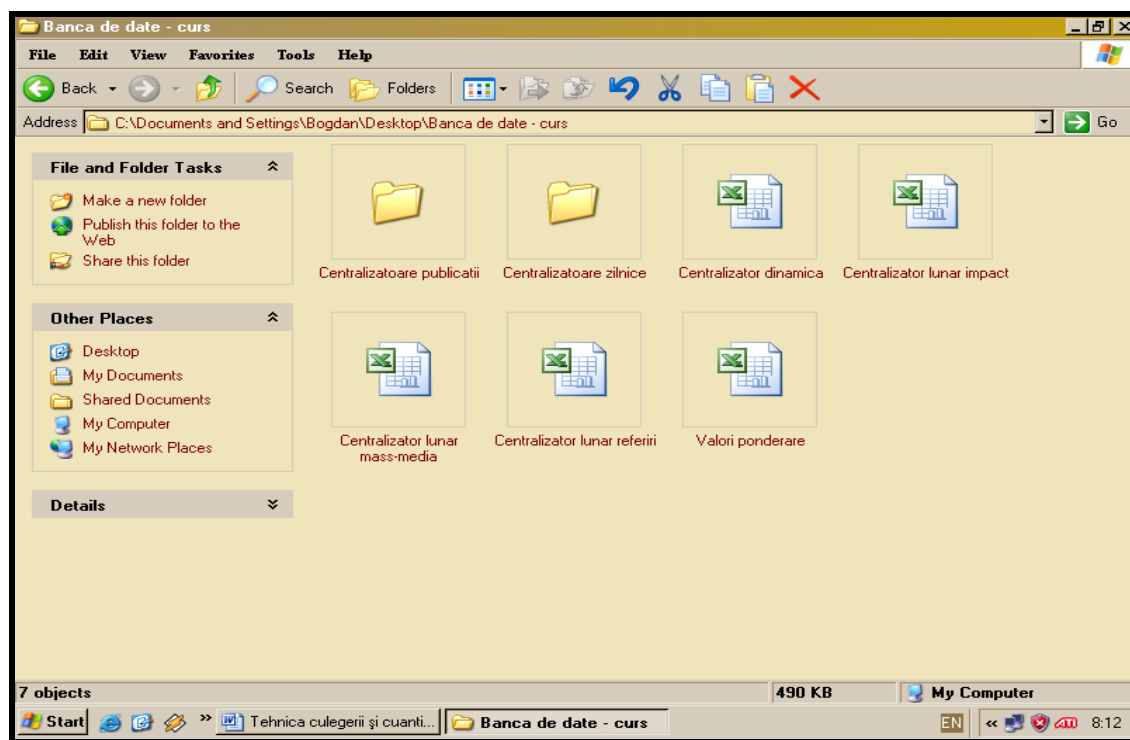 Banca de date - curs
File Edit View Favorites Tools Help
Back Search Folders
Address C:\Documents and Settings\Bogdan\Desktop\Banca de date - curs Go
File and Folder Tasks
Make a new folder
Publish this folder to the
Web
Share this folder
Other Places
Desktop
My Documents
Shared Documents
My Computer
My Network Places
Details
Centralizatoare publicatii Centralizatoare zilnice Centralizator dinamica Centralizator lunar impact
Centralizator lunar
mass-media
Centralizator lunar referiri Valori ponderare
7 objects 490 KB My Computer
Start » Tehnica culegerii şi cuanti... Banca de date - curs EN « 8:12